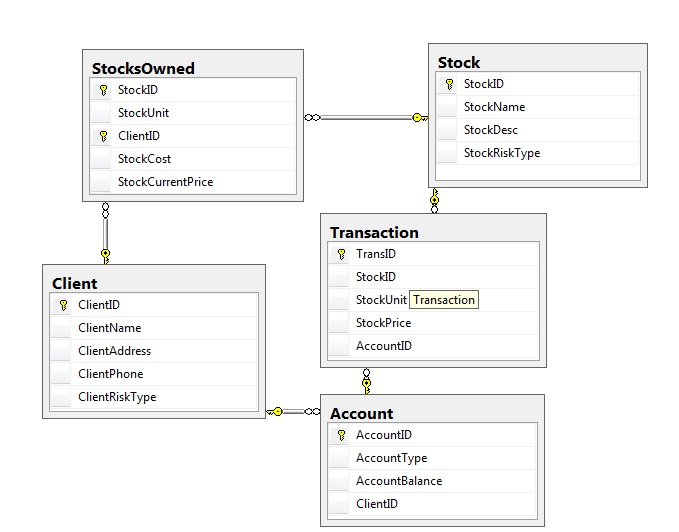 StocksOwned
StockID
StockUnit
ClientID
StockCost
StockCurrentPrice
Stock
StockID
StockName
StockDesc
StockRiskType
Transaction
TransID
StockID
StockUnit Transaction
StockPrice
AccountID
Client
ClientID
ClientName
ClientAddress
ClientPhone
ClientRiskType
Account
AccountID
AccountType
AccountBalance
ClientID